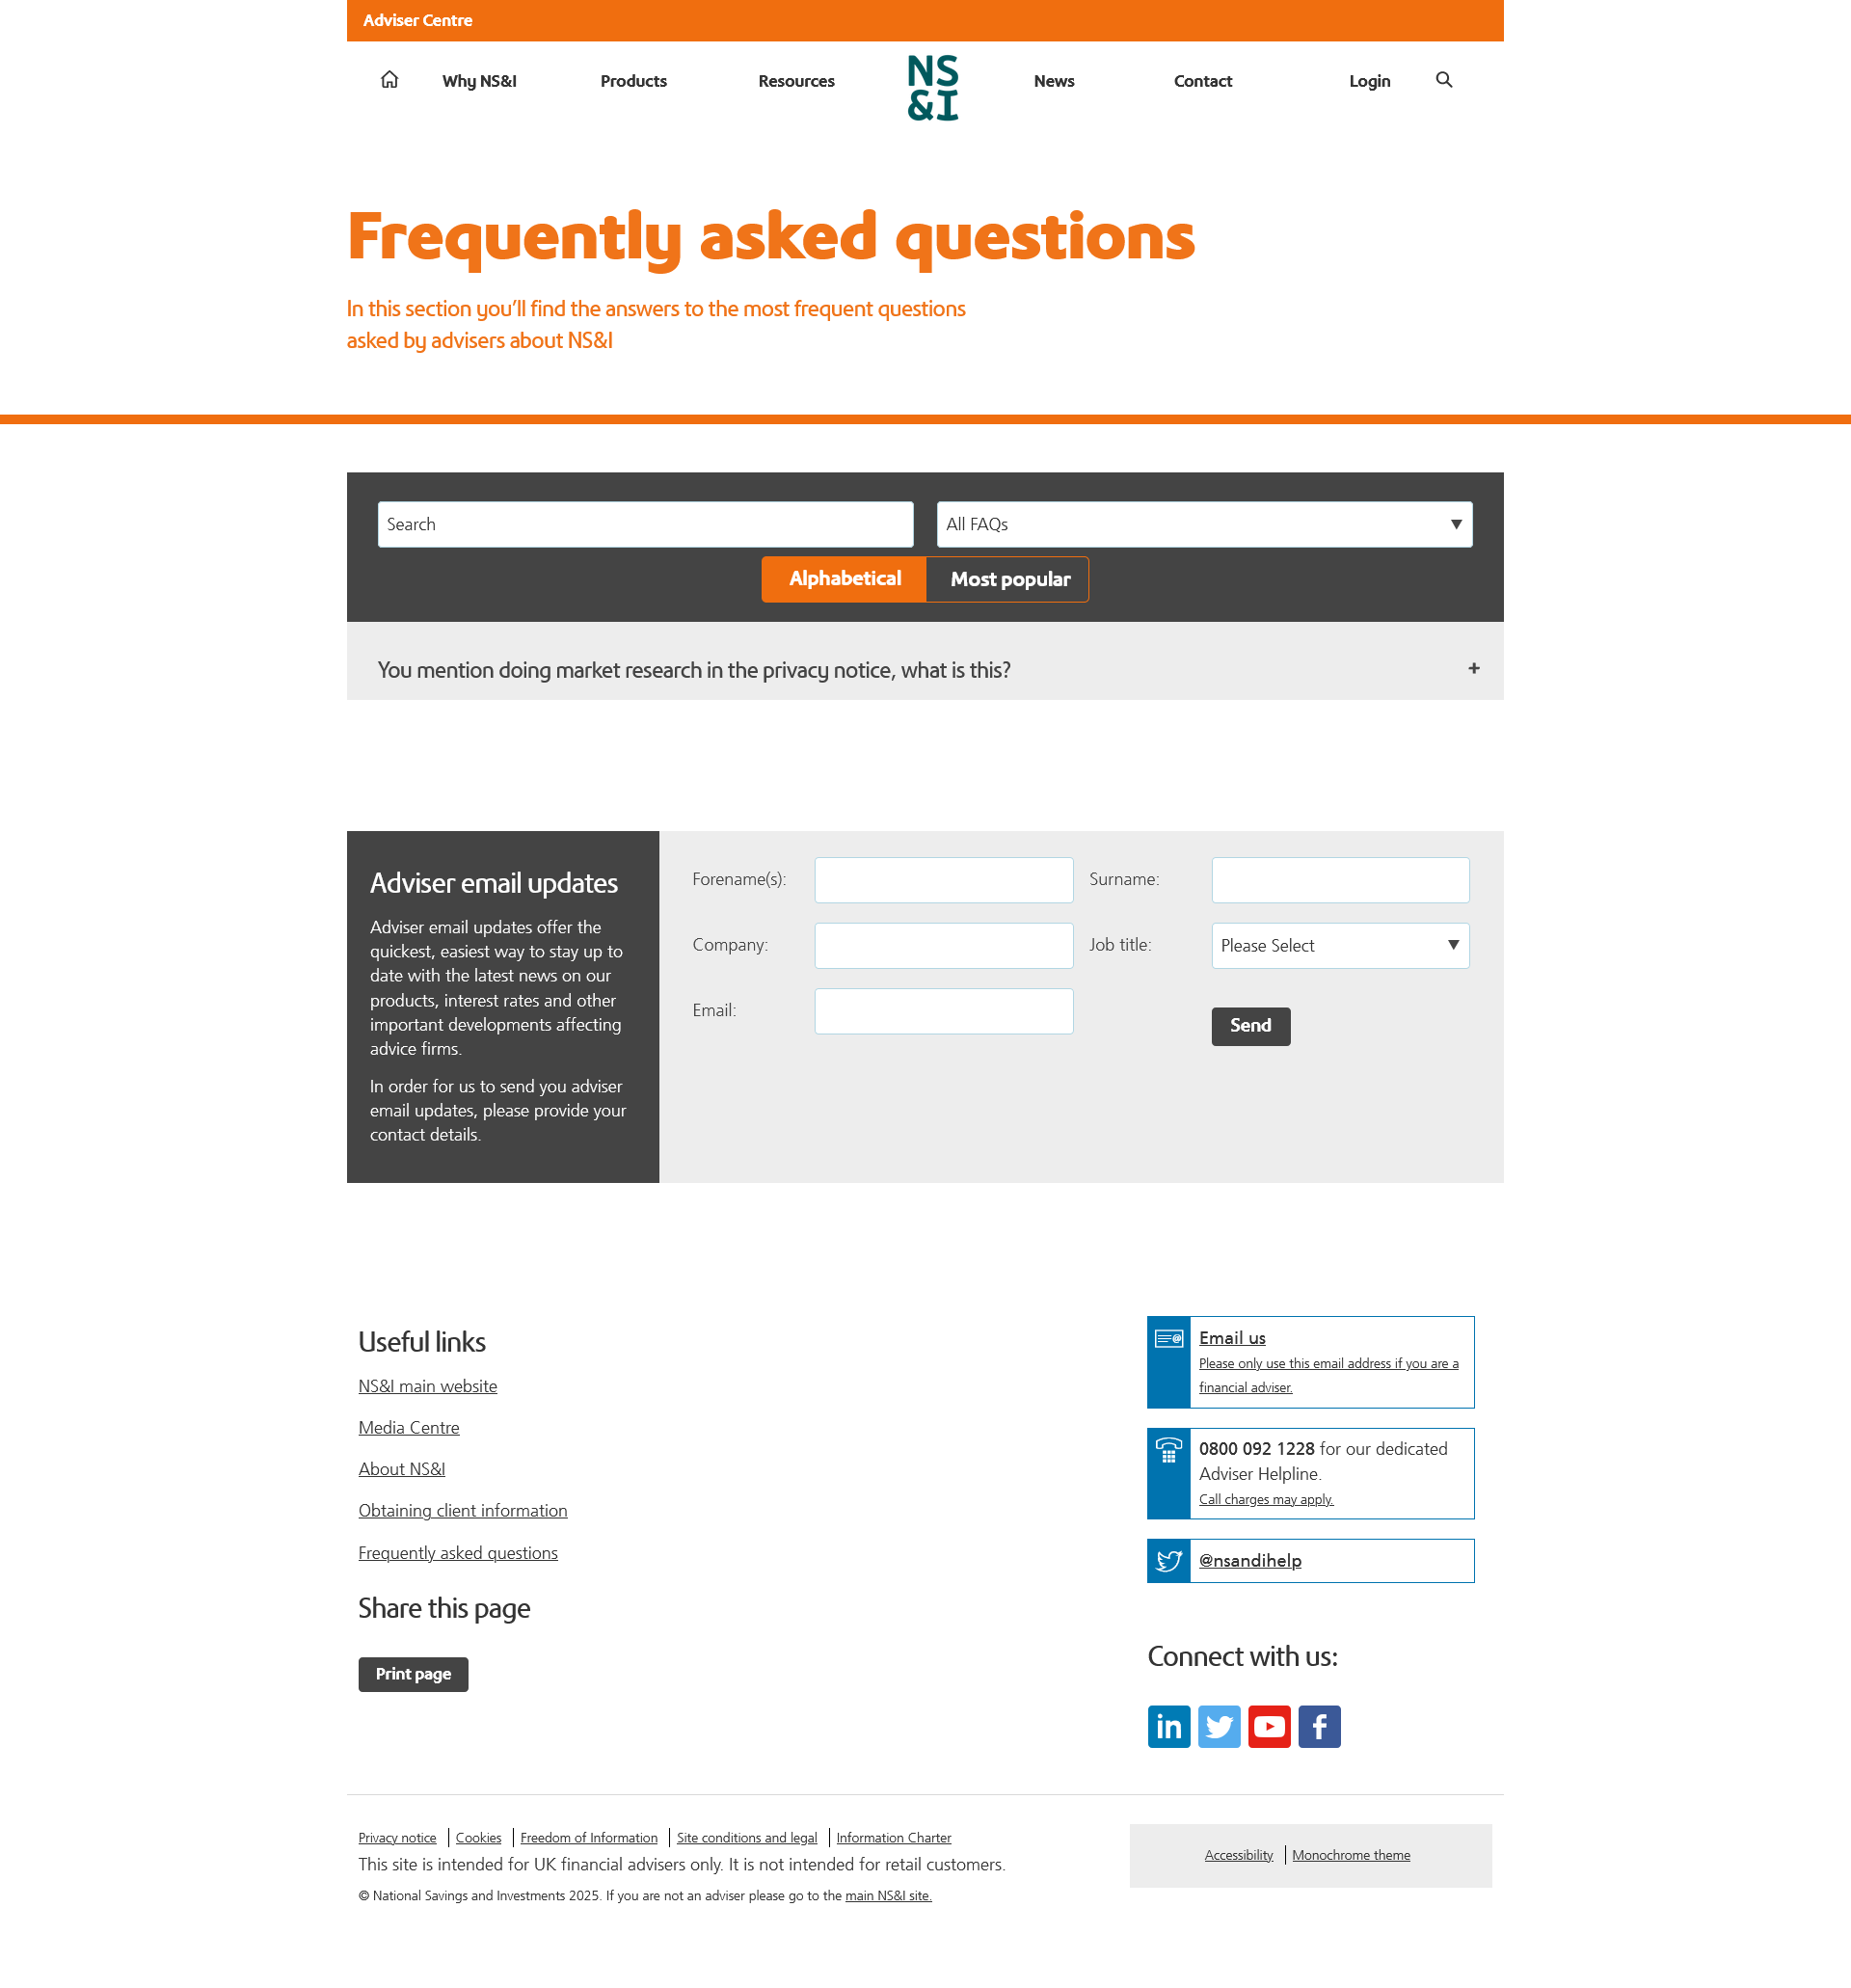 Adviser Centre
Why NS&I
Products
Resources
NS
&I
News
Contact
Login
Frequently asked questions
In this section you’ll find the answers to the most frequent questions
asked by advisers about NS&I
Search
All FAQs
Alphabetical
Most popular
You mention doing market research in the privacy notice, what is this?
+
Adviser email updates
Adviser email updates offer the
quickest, easiest way to stay up to
date with the latest news on our
products, interest rates and other
important developments affecting
advice firms.
In order for us to send you adviser
email updates, please provide your
contact details.
Forename(s):
Surname:
Company:
Job title:
Please Select
Email:
Send
Useful links
NS&I main website
Media Centre
About NS&I
Obtaining client information
Frequently asked questions
Share this page
Print page
Email us
Please only use this email address if you are a
financial adviser.
0800 092 1228 for our dedicated
Adviser Helpline.
Call charges may apply.
@nsandihelp
Connect with us:
Privacy notice
Cookies
Freedom of Information
Site conditions and legal
Information Charter
This site is intended for UK financial advisers only. It is not intended for retail customers.
© National Savings and Investments 2025. If you are not an adviser please go to the main NS&I site.
Accessibility
Monochrome theme